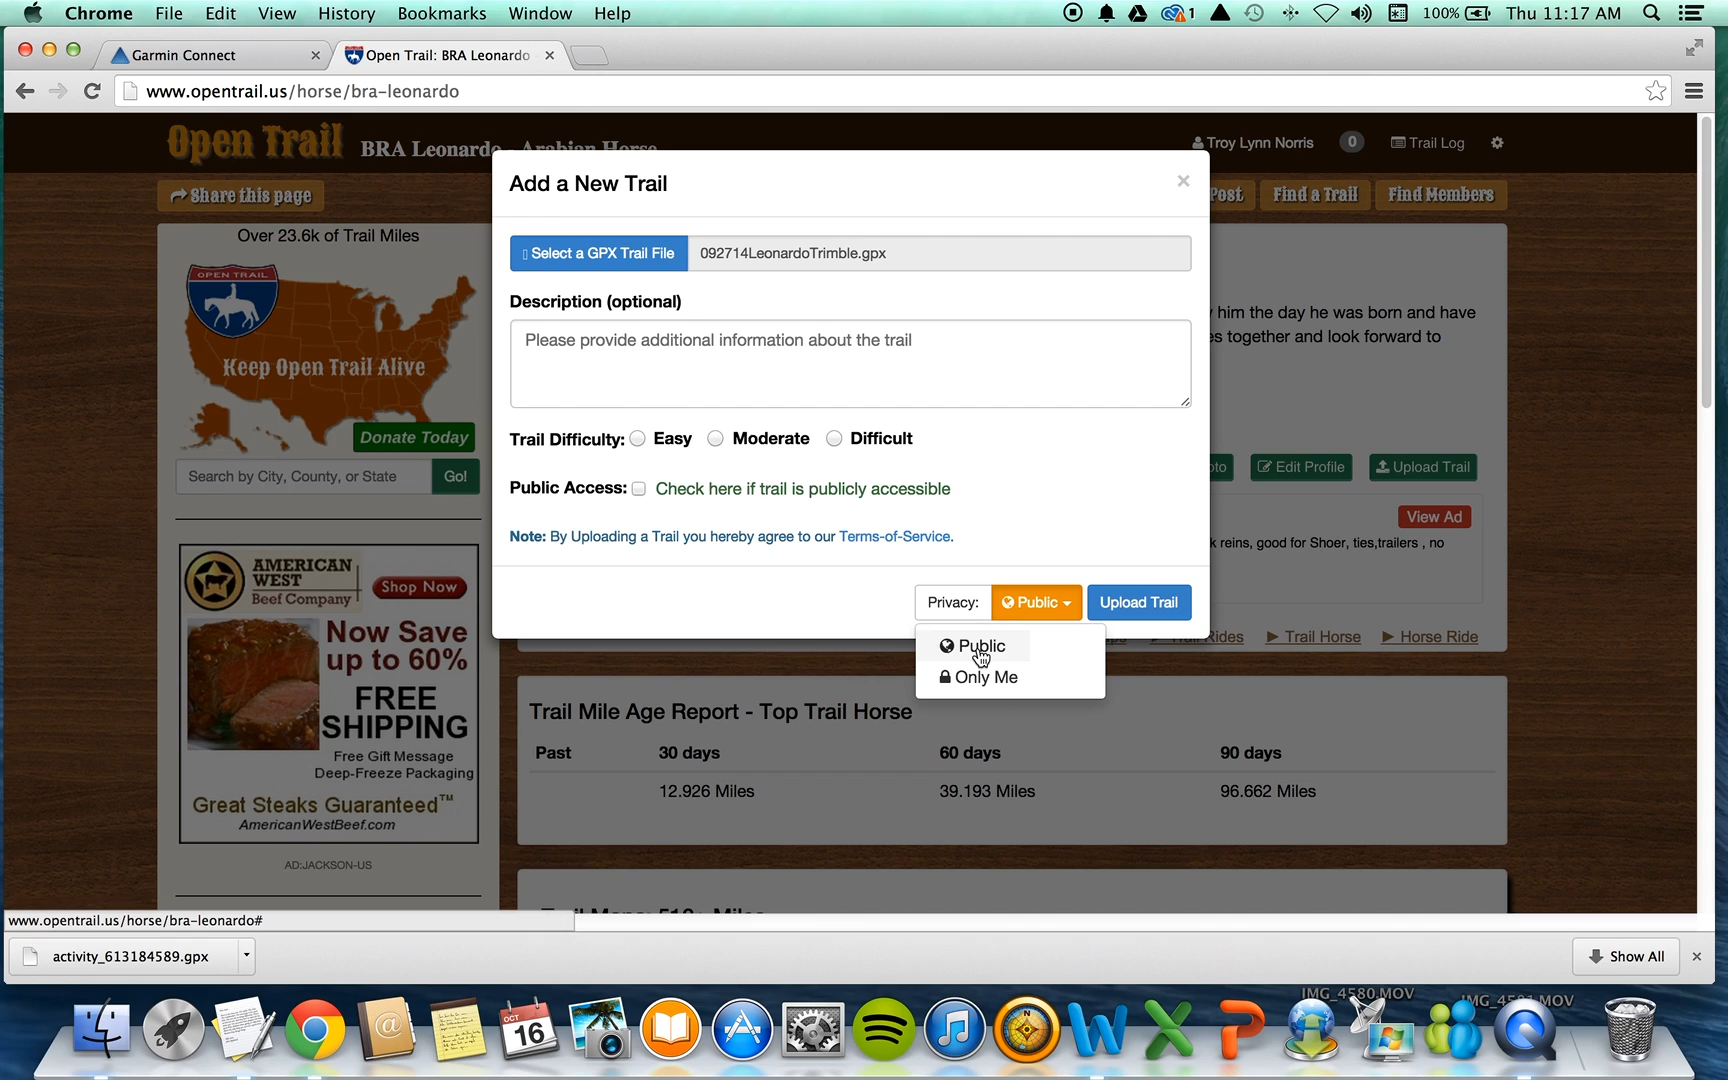 Chrome File Edit View History Bookmarks Window Help 1 100% Thu 11:17 AM
Garmin Connect × Open Trail: BRA Leonardo ×
www.opentrail.us/horse/bra-leonardo
Open Trail BRA Leonardo - Arabian Horse Troy Lynn Norris 0 Trail Log
Share this page Post Find a Trail Find Members
Over 23.6k of Trail Miles
OPEN TRAIL
Keep Open Trail Alive
Donate Today
Search by City, County, or State Go!
AMERICAN
WEST
Beef Company
Shop Now
Now Save
up to 60%
FREE
SHIPPING
Free Gift Message
Deep-Freeze Packaging
Great Steaks Guaranteed™
AmericanWestBeef.com
AD:JACKSON-US
Add a New Trail ×
Select a GPX Trail File 092714LeonardoTrimble.gpx
Description (optional)
Please provide additional information about the trail
Trail Difficulty: Easy Moderate Difficult
Public Access: Check here if trail is publicly accessible
Note: By Uploading a Trail you hereby agree to our Terms-of-Service.
Privacy: Public Upload Trail
Public
Only Me
him the day he was born and have
es together and look forward to
oto Edit Profile Upload Trail
View Ad
k reins, good for Shoer, ties,trailers , no
Rides Trail Horse Horse Ride
Trail Mile Age Report - Top Trail Horse
Past 30 days 60 days 90 days
12.926 Miles 39.193 Miles 96.662 Miles
www.opentrail.us/horse/bra-leonardo#
activity_613184589.gpx Show All ×
IMG_4580.MOV IMG_4581.MOV
OCT
16